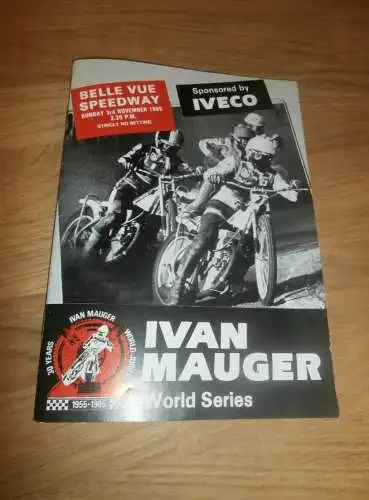 BELLE VUE
SPEEDWAY
SUNDAY 3rd NOVEMBER 1985
2.30 P.M.
STRICTLY NO BETTING
Sponsored by
IVECO
30 YEARS
IVAN MAUGER
1955-1985
IVAN
MAUGER
World Series